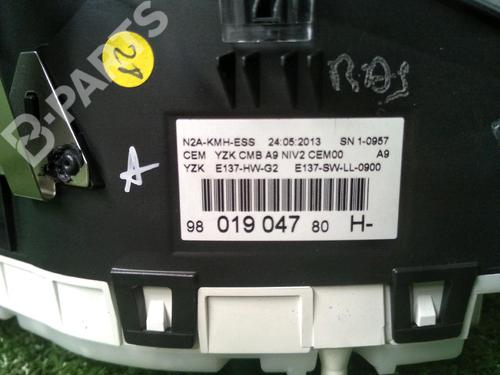 B-PARTS
21
N2A-KMH-ESS 24:05:2013 SN 1-0957
CEM YZK CMB A9 NIV2 CEM00 A9
YZK E137-HW-G2 E137-SW-LL-0900
A
98 019 047 80 H-